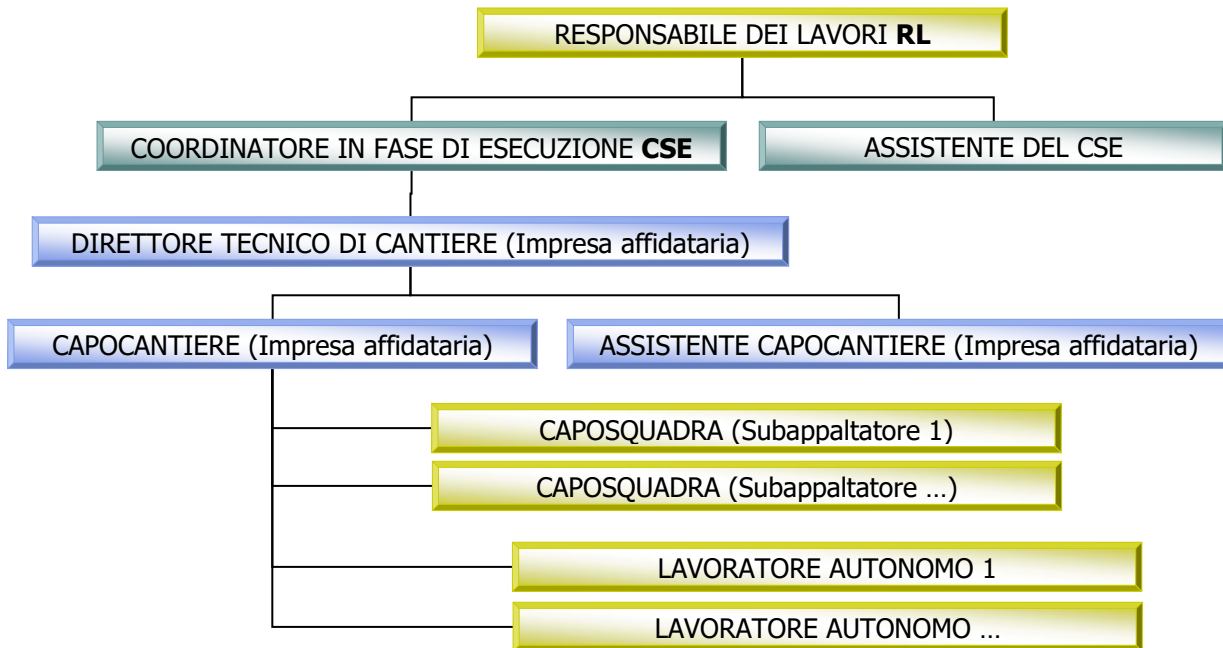 RESPONSABILE DEI LAVORI RL
COORDINATORE IN FASE DI ESECUZIONE CSE
ASSISTENTE DEL CSE
DIRETTORE TECNICO DI CANTIERE (Impresa affidataria)
CAPOCANTIERE (Impresa affidataria)
ASSISTENTE CAPOCANTIERE (Impresa affidataria)
CAPOSQUADRA (Subappaltatore 1)
CAPOSQUADRA (Subappaltatore …)
LAVORATORE AUTONOMO 1
LAVORATORE AUTONOMO …